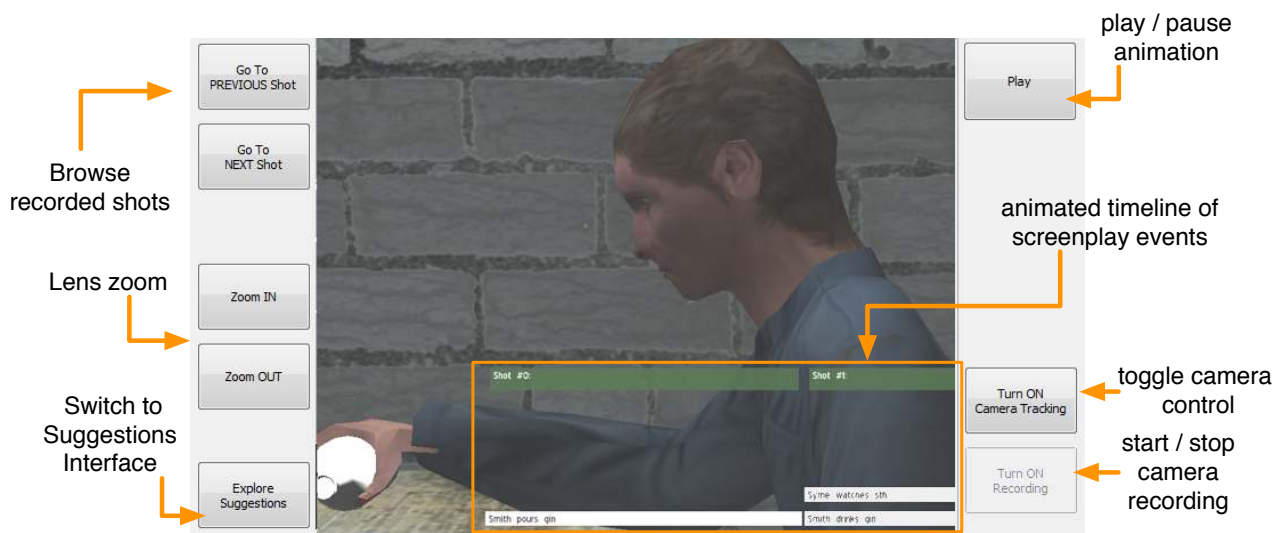 play / pause
animation
Go To
PREVIOUS Shot
Play
Go To
NEXT Shot
Browse
recorded shots
animated timeline of
screenplay events
Lens zoom
Zoom IN
Zoom OUT
Shot #0:
Shot #1:
Turn ON
Camera Tracking
toggle camera
control
Switch to
Suggestions
Interface
Explore
Suggestions
Turn ON
Recording
start / stop
camera
recording
Syme watches sth
Smith pours gin
Smith drinks gin